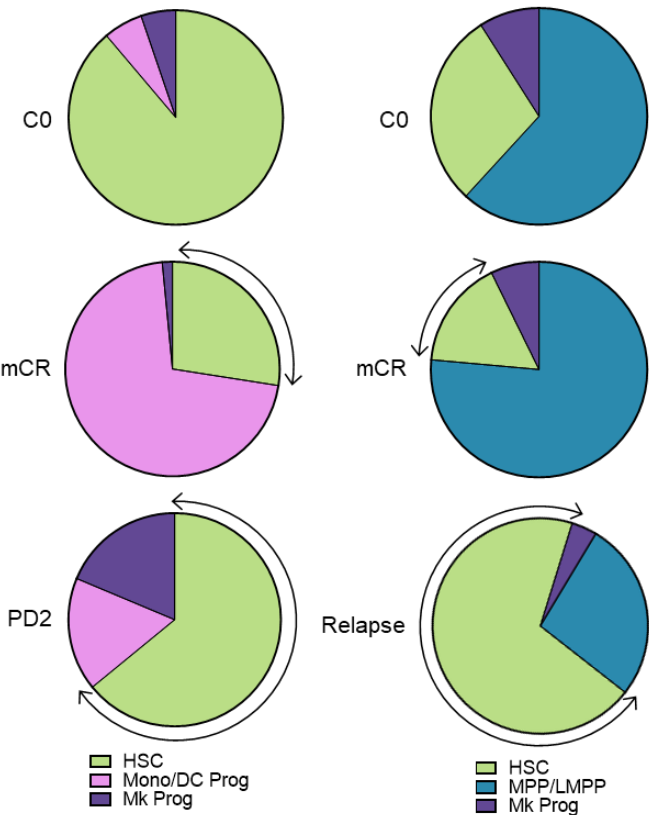 C0
C0
mCR
mCR
PD2
Relapse
HSC
Mono/DC Prog
Mk Prog
HSC
MPP/LMPP
Mk Prog